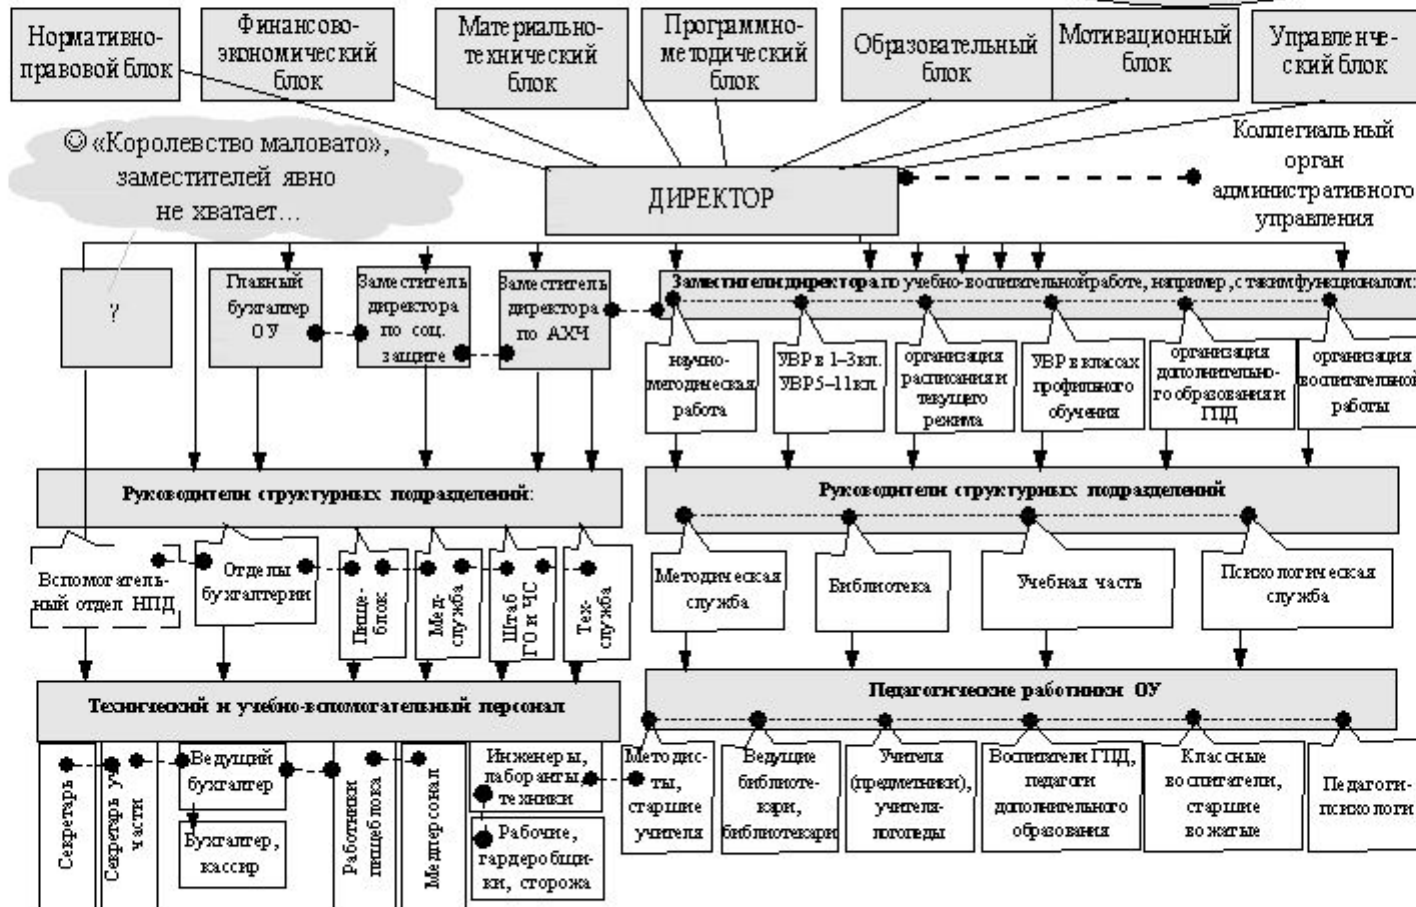 Нормативно-
правовой блок
Финансово-
экономический
блок
Материально-
технический
блок
Программно-
методический
блок
Образовательный
блок
Мотивационный
блок
Управленче-
ский блок
☺ «Королевство маловато»,
заместителей явно
не хватает…
ДИРЕКТОР
Коллегиальный
орган
административного
управления
?
Главный
бухгалтер
ОУ
Заместитель
директора
по соц.
защите
Заместитель
директора
по АХЧ
Заместители директора по учебно-воспитательной работе, например, с таким функционалом:
научно-
методическая
работа
УВР в 1–3кл.
УВР 5–11кл.
организация
расписания и
текущего
режима
УВР в классах
профильного
обучения
организация
дополнительно-
го образования и
ГПД
организация
воспитательной
работы
Руководители структурных подразделений:
Руководители структурных подразделений
Вспомогатель-
ный отдел НПД
Отделы
бухгалтерии
Пище-
блок
Мед-
служба
Штаб
ГО и ЧС
Тех-
служба
Методическая
служба
Библиотека
Учебная часть
Психологическая
служба
Технический и учебно-вспомогательный персонал
Педагогические работники ОУ
Секретарь
Секретарь уч.
части
Ведущий
бухгалтер
Бухгалтер,
кассир
Работники
пищеблока
Медперсонал
Инженеры,
лаборанты,
техники
Рабочие,
гардеробщи-
ки, сторожа
Методис-
ты,
старшие
учителя
Ведущие
библиоте-
кари,
библиотекари
Учителя
(предметники),
учителя-
логопеды
Воспитатели ГПД,
педагоги
дополнительного
образования
Классные
воспитатели,
старшие
вожатые
Педагоги-
психологи